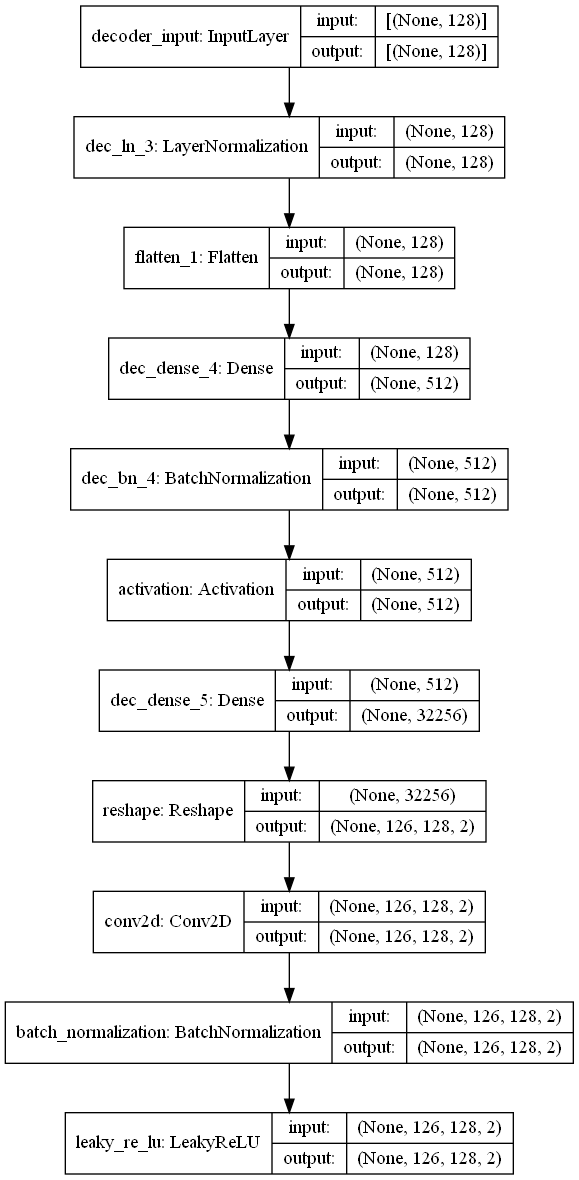 decoder_input: InputLayer
input: [(None, 128)]
output: [(None, 128)]
dec_ln_3: LayerNormalization
input: (None, 128)
output: (None, 128)
flatten_1: Flatten
input: (None, 128)
output: (None, 128)
dec_dense_4: Dense
input: (None, 128)
output: (None, 512)
dec_bn_4: BatchNormalization
input: (None, 512)
output: (None, 512)
activation: Activation
input: (None, 512)
output: (None, 512)
dec_dense_5: Dense
input: (None, 512)
output: (None, 32256)
reshape: Reshape
input: (None, 32256)
output: (None, 126, 128, 2)
conv2d: Conv2D
input: (None, 126, 128, 2)
output: (None, 126, 128, 2)
batch_normalization: BatchNormalization
input: (None, 126, 128, 2)
output: (None, 126, 128, 2)
leaky_re_lu: LeakyReLU
input: (None, 126, 128, 2)
output: (None, 126, 128, 2)